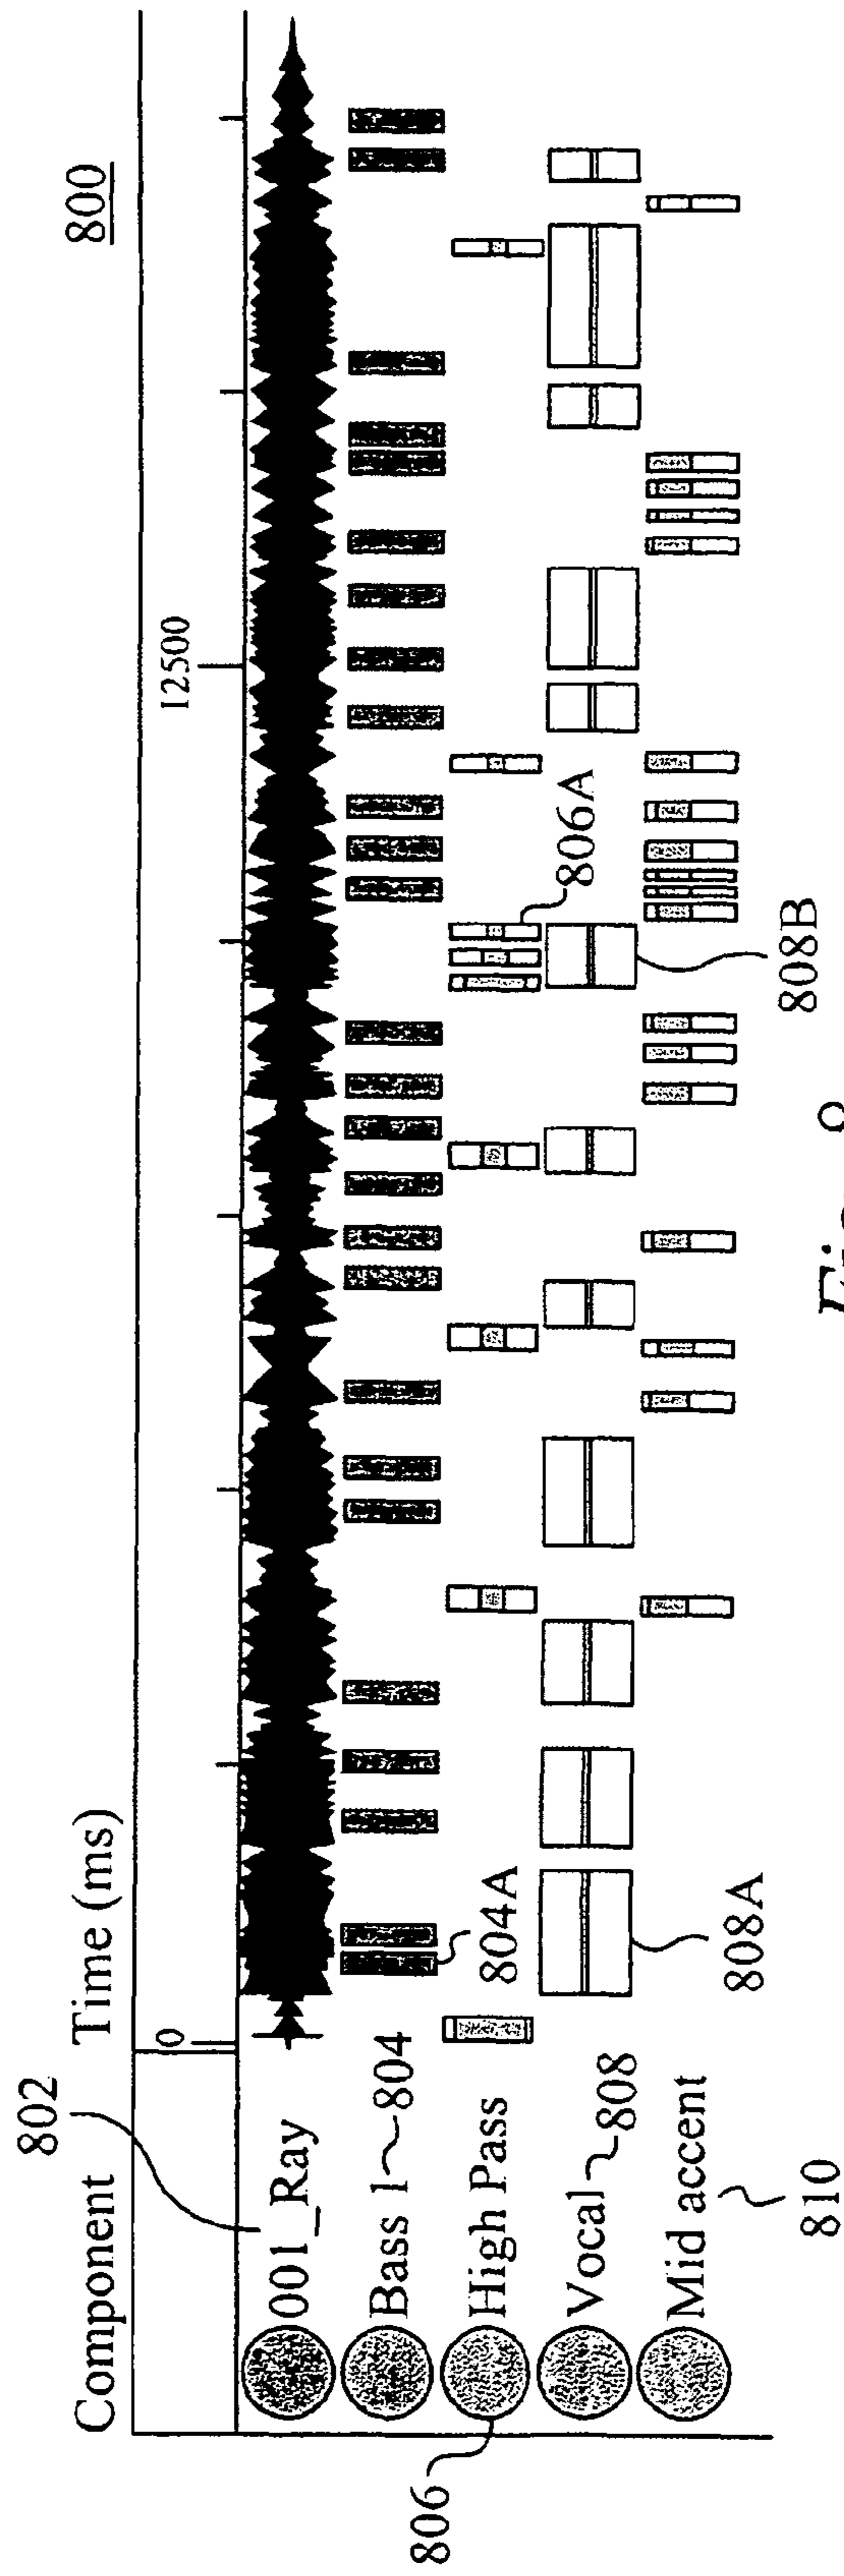 800
802
Component
Time (ms)
0
12500
001_Ray
Bass 1~804
804A
806
High Pass
806A
Vocal~808
808A
808B
Mid accent
810